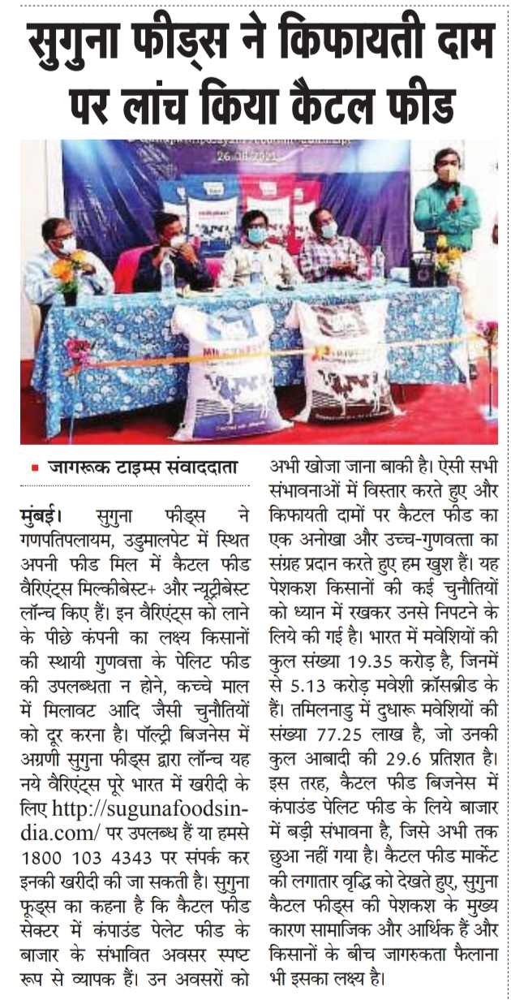 सुगुना फीड्स ने किफायती दाम
पर लांच किया कैटल फीड
26.08.2021
जागरूक टाइम्स संवाददाता
मुंबई। सुगुना फीड्स ने
गणपतिपलायम, उडुमालपेट में स्थित
अपनी फीड मिल में कैटल फीड
वैरिएंट्स मिल्कीबेस्ट+ और न्यूट्रीबेस्ट
लॉन्च किए हैं। इन वैरिएंट्स को लाने
के पीछे कंपनी का लक्ष्य किसानों
की स्थायी गुणवत्ता के पेलिट फीड
की उपलब्धता न होने, कच्चे माल
में मिलावट आदि जैसी चुनौतियों
को दूर करना है। पॉल्ट्री बिजनेस में
अग्रणी सुगुना फीड्स द्वारा लॉन्च यह
नये वैरिएंट्स पूरे भारत में खरीदी के
लिए http://sugunafoodsin-
dia.com/ पर उपलब्ध हैं या हमसे
1800 103 4343 पर संपर्क कर
इनकी खरीदी की जा सकती है। सुगुना
फूड्स का कहना है कि कैटल फीड
सेक्टर में कंपाउंड पेलेट फीड के
बाजार के संभावित अवसर स्पष्ट
रूप से व्यापक हैं। उन अवसरों को
अभी खोजा जाना बाकी है। ऐसी सभी
संभावनाओं में विस्तार करते हुए और
किफायती दामों पर कैटल फीड का
एक अनोखा और उच्च-गुणवत्ता का
संग्रह प्रदान करते हुए हम खुश हैं। यह
पेशकश किसानों की कई चुनौतियों
को ध्यान में रखकर उनसे निपटने के
लिये की गई है। भारत में मवेशियों की
कुल संख्या 19.35 करोड़ है, जिनमें
से 5.13 करोड़ मवेशी क्रॉसब्रीड के
हैं। तमिलनाडु में दुधारू मवेशियों की
संख्या 77.25 लाख है, जो उनकी
कुल आबादी की 29.6 प्रतिशत है।
इस तरह, कैटल फीड बिजनेस में
कंपाउंड पेलिट फीड के लिये बाजार
में बड़ी संभावना है, जिसे अभी तक
छुआ नहीं गया है। कैटल फीड मार्केट
की लगातार वृद्धि को देखते हुए, सुगुना
कैटल फीड्स की पेशकश के मुख्य
कारण सामाजिक और आर्थिक हैं और
किसानों के बीच जागरुकता फैलाना
भी इसका लक्ष्य है।